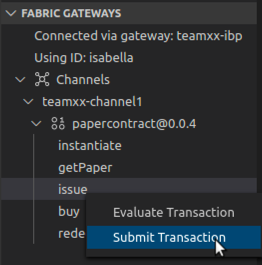 FABRIC GATEWAYS
Connected via gateway: teamxx-ibp
Using ID: isabella
Channels
teamxx-channel1
papercontract@0.0.4
instantiate
getPaper
issue
buy
Evaluate Transaction
rede
Submit Transaction